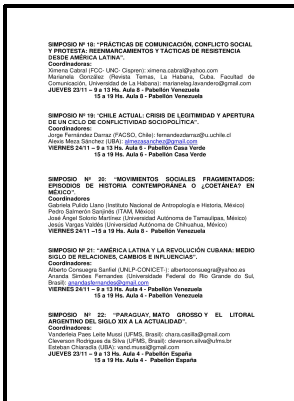 SIMPOSIO Nº 18: "PRÁCTICAS DE COMUNICACIÓN, CONFLICTO SOCIAL
Y PROTESTA: REENMARCAMIENTOS Y TÁCTICAS DE RESISTENCIA
DESDE AMÉRICA LATINA".
Coordinadoras:
Ximena Cabral (FCC- UNC- Cispren): ximena.cabral@yahoo.com
Marianela González (Revista Temas, La Habana, Cuba, Facultad de
Comunicación, Universidad de La Habana): marianelag.lavandero@gmail.com
JUEVES 23/11 – 9 a 13 Hs. Aula 8 - Pabellón Venezuela
15 a 19 Hs. Aula 8 - Pabellón Venezuela
SIMPOSIO Nº 19: "CHILE ACTUAL: CRISIS DE LEGITIMIDAD Y APERTURA
DE UN CICLO DE CONFLICTIVIDAD SOCIOPOLÍTICA".
Coordinadores:
Jorge Fernández Darraz (FACSO, Chile): fernandezdarraz@u.uchile.cl
Alexis Meza Sánchez (UBA): almezasanchez@gmail.com
VIERNES 24/11 – 9 a 13 Hs. Aula 6 - Pabellón Casa Verde
15 a 19 Hs. Aula 6 - Pabellón Casa Verde
SIMPOSIO Nº 20: "MOVIMIENTOS SOCIALES FRAGMENTADOS:
EPISODIOS DE HISTORIA CONTEMPORÁNEA O ¿COETÁNEA? EN
MÉXICO".
Coordinadores
Gabriela Pulido Llano (Instituto Nacional de Antropología e Historia, México)
Pedro Salmerón Sanjinés (ITAM, México)
José Ángel Solorio Martínez (Universidad Autónoma de Tamaulipas, México)
Jesús Vargas Valdés (Universidad Autónoma de Chihuahua, México)
VIERNES 24/11 –15 a 19 Hs. Aula 8 - Pabellón Venezuela
SIMPOSIO Nº 21: "AMÉRICA LATINA Y LA REVOLUCIÓN CUBANA: MEDIO
SIGLO DE RELACIONES, CAMBIOS E INFLUENCIAS".
Coordinadores:
Alberto Consuegra Sanfiel (UNLP-CONICET-): albertoconsuegra@yahoo.es
Ananda Simões Fernandes (Universidade Federal do Rio Grande do Sul,
Brasil): anandasfernandes@gmail.com
VIERNES 24/11 – 9 a 13 Hs. Aula 4 - Pabellón Venezuela
15 a 19 Hs. Aula 4 - Pabellón Venezuela
SIMPOSIO Nº 22: "PARAGUAY, MATO GROSSO Y EL LITORAL
ARGENTINO DEL SIGLO XIX A LA ACTUALIDAD".
Coordinadores:
Vanderleia Paes Leite Mussi (UFMS, Brasil): chara.casilla@gmail.com
Cleverson Rodrigues da Silva (UFMS, Brasil): cleverson.silva@ufms.br
Esteban Chiaradía (UBA): vand.mussi@gmail.com
JUEVES 23/11 – 9 a 13 Hs. Aula 4 - Pabellón España
15 a 19 Hs. Aula 4 - Pabellón España